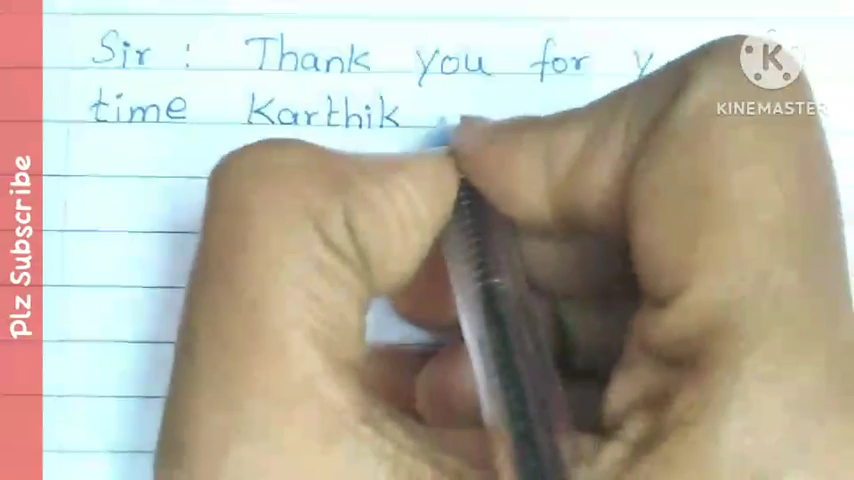 Sir : Thank you for
time Karthik
KINEMASTER
Plz Subscribe